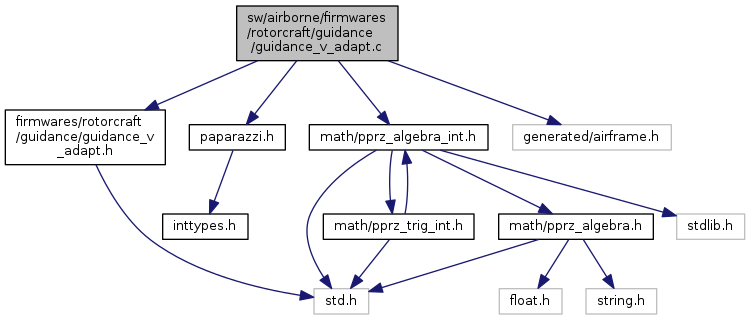 sw/airborne/firmwares
/rotorcraft/guidance
/guidance_v_adapt.c
firmwares/rotorcraft
/guidance/guidance_v
_adapt.h
paparazzi.h
math/pprz_algebra_int.h
generated/airframe.h
inttypes.h
math/pprz_trig_int.h
math/pprz_algebra.h
stdlib.h
std.h
float.h
string.h